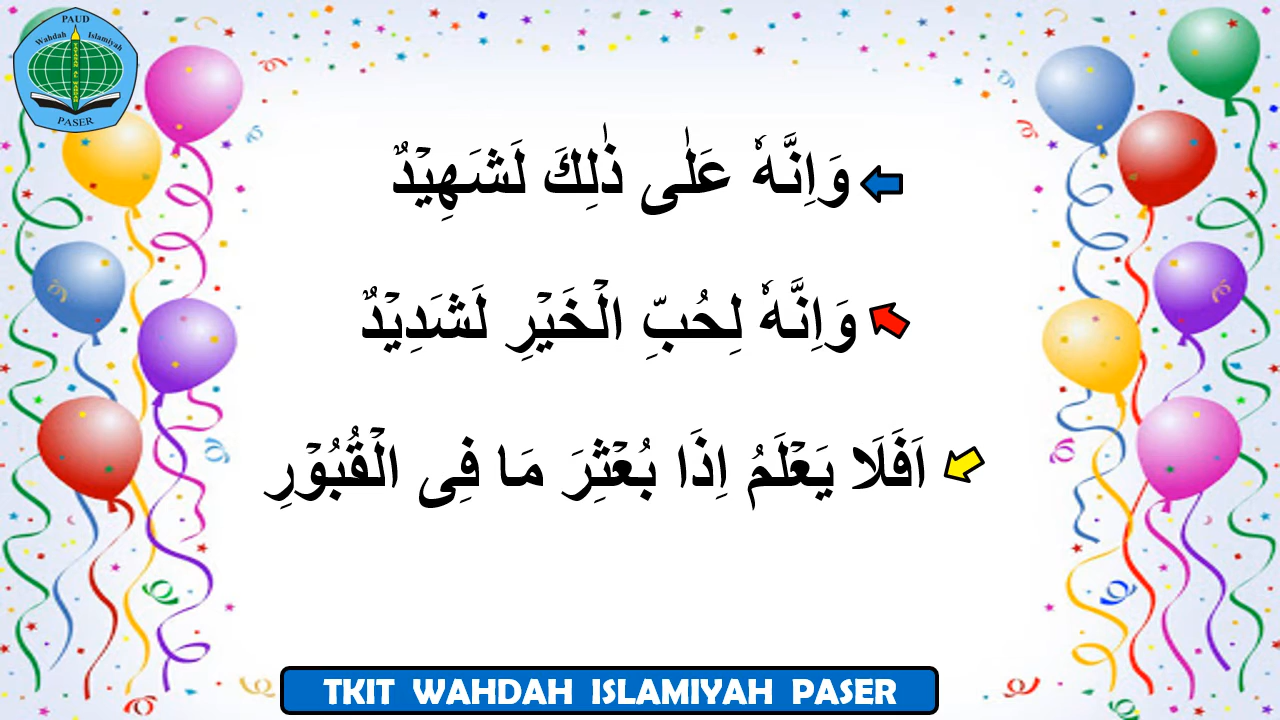 PAUD
Wahdah Islamiyah
PASER
وَاِنَّهٗ عَلٰى ذٰلِكَ لَشَهِيْدٌ
وَاِنَّهٗ لِحُبِّ الْخَيْرِ لَشَدِيْدٌ
اَفَلَا يَعْلَمُ اِذَا بُعْثِرَ مَا فِى الْقُبُوْرِ
TKIT WAHDAH ISLAMIYAH PASER